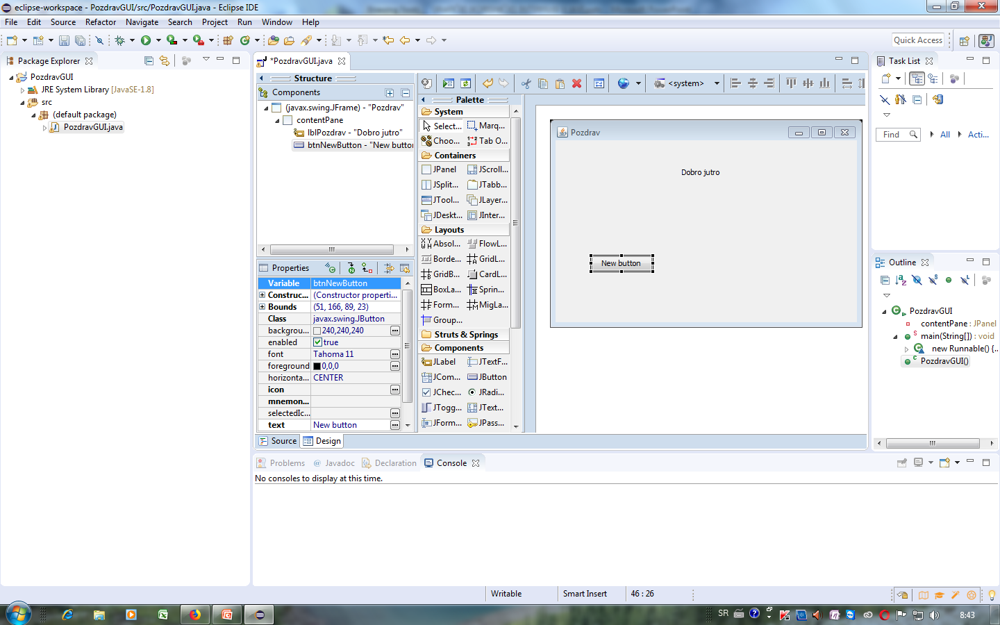 eclipse-workspace - PozdravGUI/src/PozdravGUI.java - Eclipse IDE
File Edit Source Refactor Navigate Search Project Run Window Help
Quick Access
Package Explorer
PozdravGUI
JRE System Library [JavaSE-1.8]
src
(default package)
PozdravGUI.java
*PozdravGUI.java
Structure
Components
(javax.swing.JFrame) - "Pozdrav"
contentPane
lblPozdrav - "Dobro jutro"
btnNewButton - "New button
Properties
Variable btnNewButton
Construc... (Constructor properti...
Bounds (51, 166, 89, 23)
Class javax.swing.JButton
backgrou... 240,240,240
enabled true
font Tahoma 11
foreground 0,0,0
horizonta... CENTER
icon
mnemon...
selectedIc...
text New button
Source Design
<system>
Palette
System
Select... Marq...
Choo... Tab O...
Containers
JPanel JScroll...
JSplit... JTabb...
JTool... JLayer...
JDeskt... JInter...
Layouts
Absol... FlowL...
Borde... GridL...
GridB... CardL...
BoxLa... Sprin...
Form... MigLa...
Group...
Struts & Springs
Components
JLabel JTextF...
JCom... JButton
JChec... JRadi...
JTogg... JText...
JForm... JPass...
Pozdrav
Dobro jutro
New button
Task List
Find All Acti...
Outline
PozdravGUI
contentPane : JPanel
main(String[]) : void
new Runnable() {...
PozdravGUI()
Problems @ Javadoc Declaration Console
No consoles to display at this time.
Writable Smart Insert 46 : 26
SR 8:43